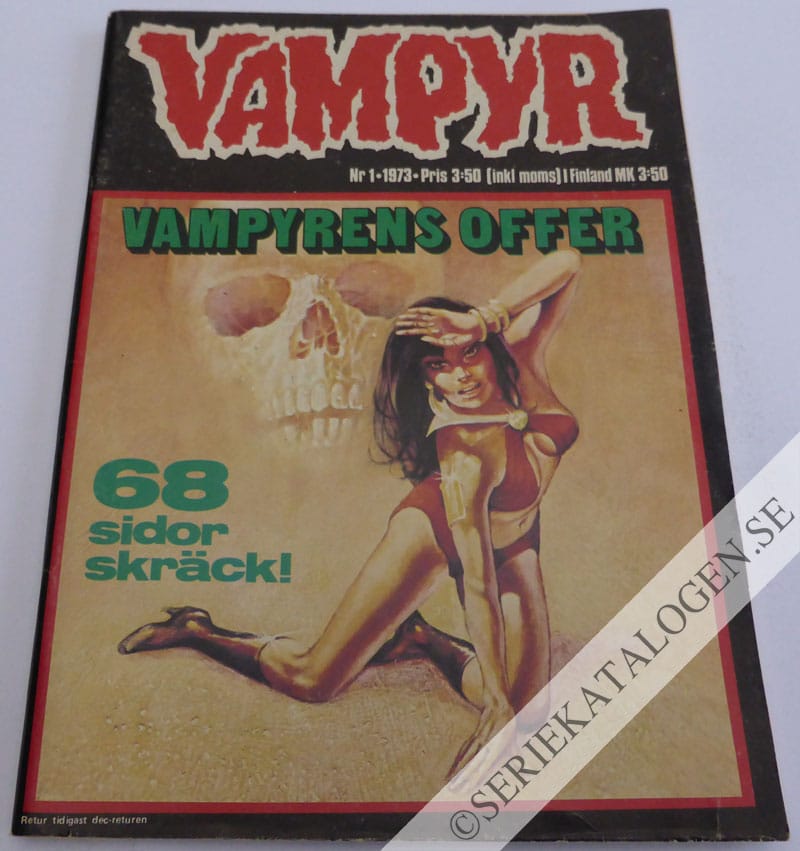 VAMPYR
Nr 1•1973•Pris 3:50 (inkl moms) I Finland MK 3:50
VAMPYRENS OFFER
68
sidor
skräck!
Retur tidigast dec-returen
©SERIEKATALOGEN.SE